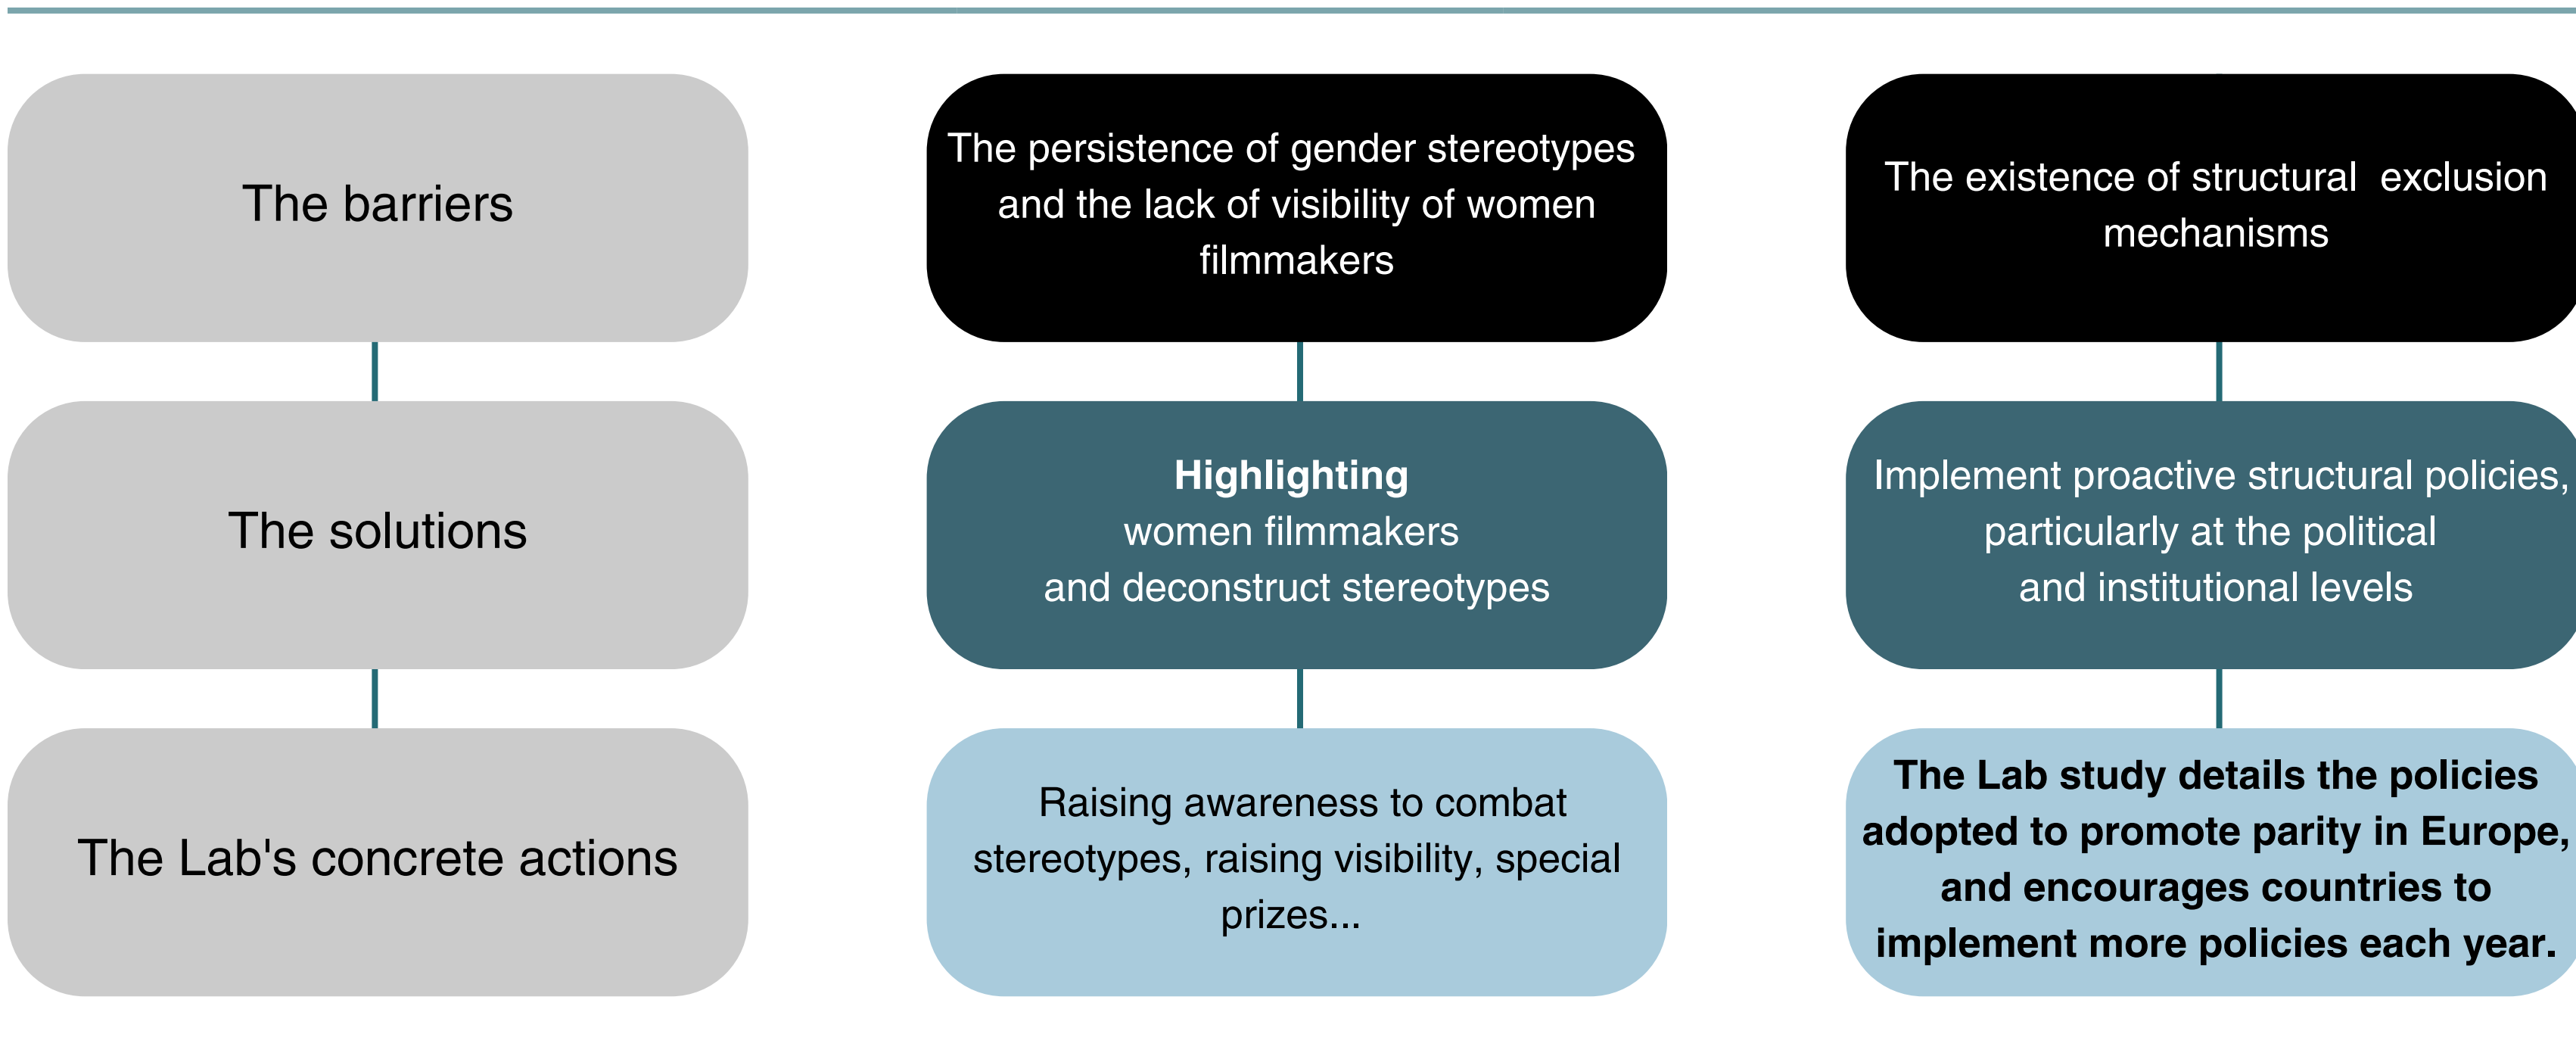 The barriers
The persistence of gender stereotypes
and the lack of visibility of women
filmmakers
The existence of structural  exclusion
mechanisms
The solutions
Highlighting
women filmmakers
and deconstruct stereotypes
Implement proactive structural policies,
particularly at the political
and institutional levels
The Lab's concrete actions
Raising awareness to combat
stereotypes, raising visibility, special
prizes...
The Lab study details the policies
adopted to promote parity in Europe,
and encourages countries to
implement more policies each year.